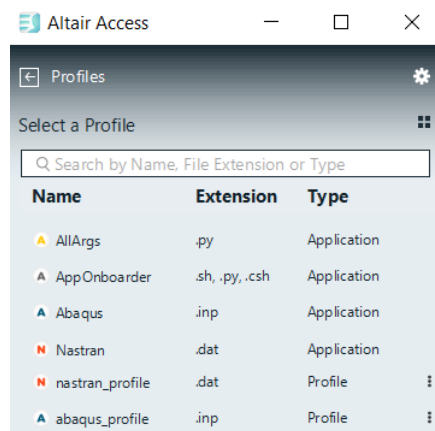 Altair Access
Profiles
Select a Profile
Search by Name, File Extension or Type
Name Extension Type
A AllArgs .py Application
A AppOnboarder .sh, .py, .csh Application
A Abaqus .inp Application
N Nastran .dat Application
N nastran_profile .dat Profile
A abaqus_profile .inp Profile